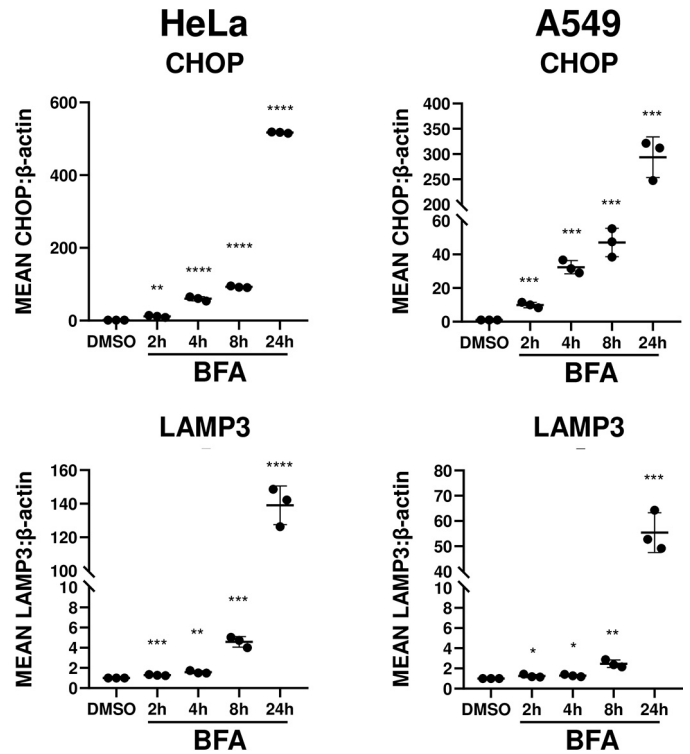 HeLa
CHOP
MEAN CHOP:β-actin
600
400
200
0
**
****
****
****
DMSO 2h 4h 8h 24h
BFA
A549
CHOP
MEAN CHOP:β-actin
400
350
300
250
200
60
40
20
0
***
***
***
***
DMSO 2h 4h 8h 24h
BFA
LAMP3
MEAN LAMP3:β-actin
160
140
120
100
10
8
6
4
2
0
***
**
***
****
DMSO 2h 4h 8h 24h
BFA
LAMP3
MEAN LAMP3:β-actin
80
70
60
50
40
10
8
6
4
2
0
*
*
**
***
DMSO 2h 4h 8h 24h
BFA